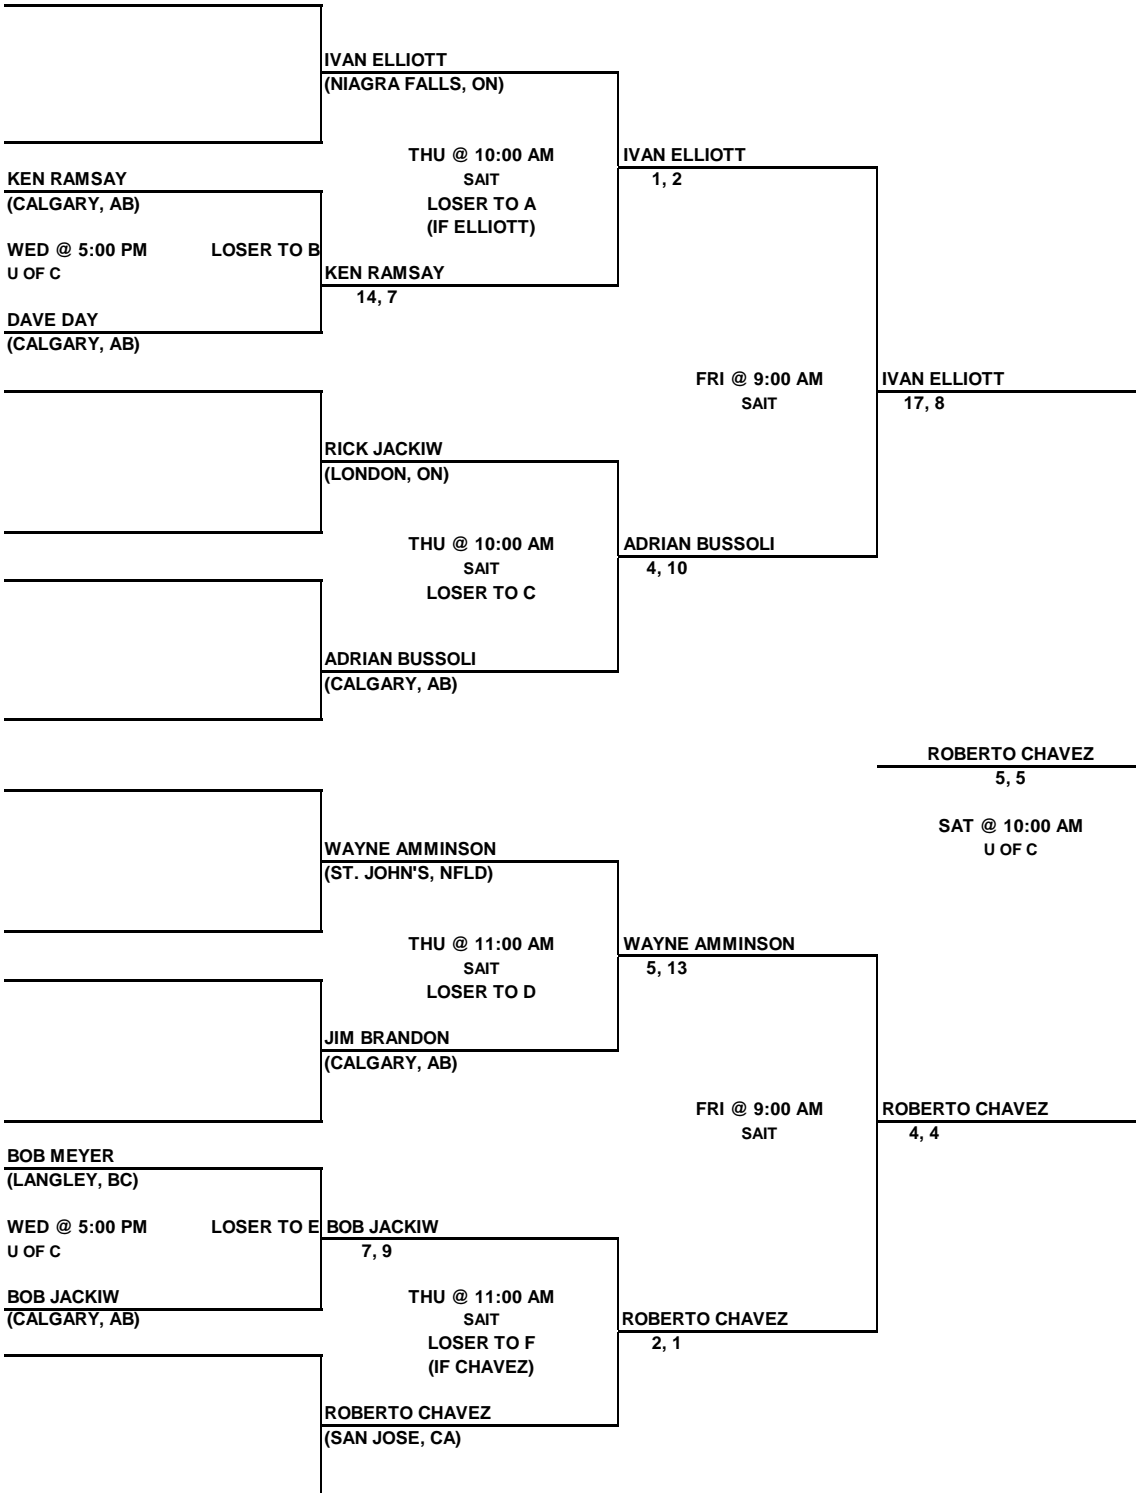 IVAN ELLIOTT
(NIAGRA FALLS, ON)
THU @ 10:00 AM
IVAN ELLIOTT
KEN RAMSAY
SAIT
1, 2
(CALGARY, AB)
LOSER TO A
(IF ELLIOTT)
WED @ 5:00 PM
LOSER TO B
U OF C
KEN RAMSAY
14, 7
DAVE DAY
(CALGARY, AB)
FRI @ 9:00 AM
IVAN ELLIOTT
SAIT
17, 8
RICK JACKIW
(LONDON, ON)
THU @ 10:00 AM
ADRIAN BUSSOLI
SAIT
4, 10
LOSER TO C
ADRIAN BUSSOLI
(CALGARY, AB)
ROBERTO CHAVEZ
5, 5
SAT @ 10:00 AM
U OF C
WAYNE AMMINSON
(ST. JOHN'S, NFLD)
THU @ 11:00 AM
WAYNE AMMINSON
SAIT
5, 13
LOSER TO D
JIM BRANDON
(CALGARY, AB)
FRI @ 9:00 AM
ROBERTO CHAVEZ
SAIT
4, 4
BOB MEYER
(LANGLEY, BC)
WED @ 5:00 PM
LOSER TO E
BOB JACKIW
U OF C
7, 9
BOB JACKIW
THU @ 11:00 AM
(CALGARY, AB)
SAIT
ROBERTO CHAVEZ
LOSER TO F
2, 1
(IF CHAVEZ)
ROBERTO CHAVEZ
(SAN JOSE, CA)